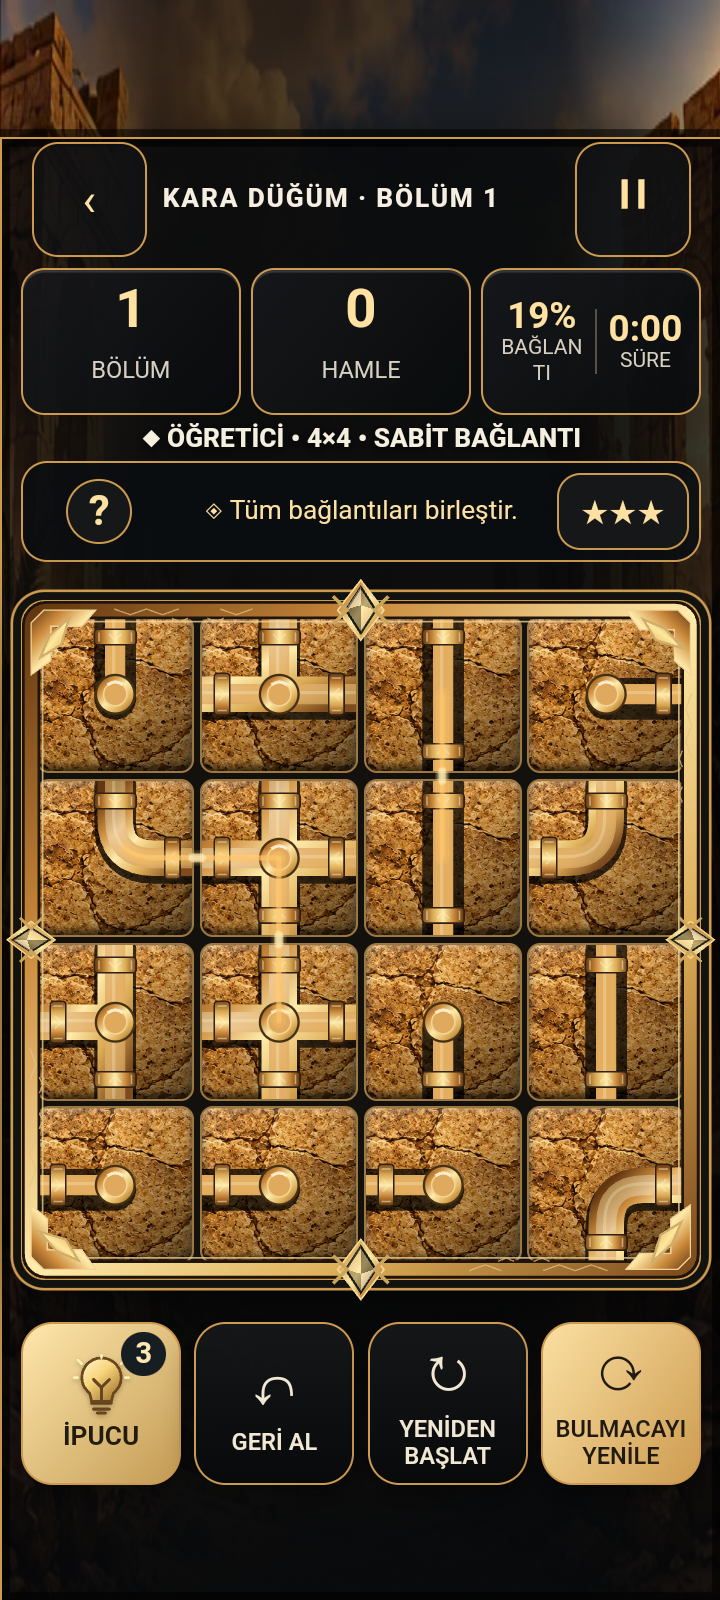 ‹
KARA DÜĞÜM · BÖLÜM 1
1
BÖLÜM
0
HAMLE
19%
BAĞLAN
TI
0:00
SÜRE
◆ ÖĞRETİCİ • 4×4 • SABİT BAĞLANTI
?
◈ Tüm bağlantıları birleştir.
★★★
3
İPUCU
GERİ AL
YENİDEN
BAŞLAT
BULMACAYI
YENİLE